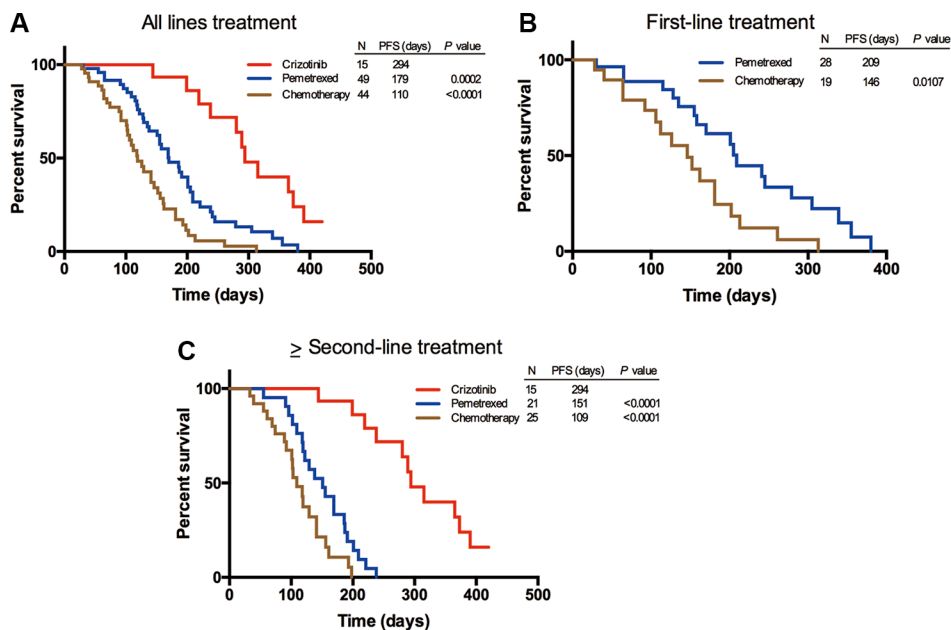 A
All lines treatment
N PFS (days) P value
Crizotinib 15 294
Pemetrexed 49 179 0.0002
Chemotherapy 44 110 <0.0001
Percent survival
100
50
0
0 100 200 300 400 500
Time (days)
B
First-line treatment
N PFS (days) P value
Pemetrexed 28 209
Chemotherapy 19 146 0.0107
Percent survival
100
50
0
0 100 200 300 400
Time (days)
C
≥ Second-line treatment
N PFS (days) P value
Crizotinib 15 294
Pemetrexed 21 151 <0.0001
Chemotherapy 25 109 <0.0001
Percent survival
100
50
0
0 100 200 300 400 500
Time (days)